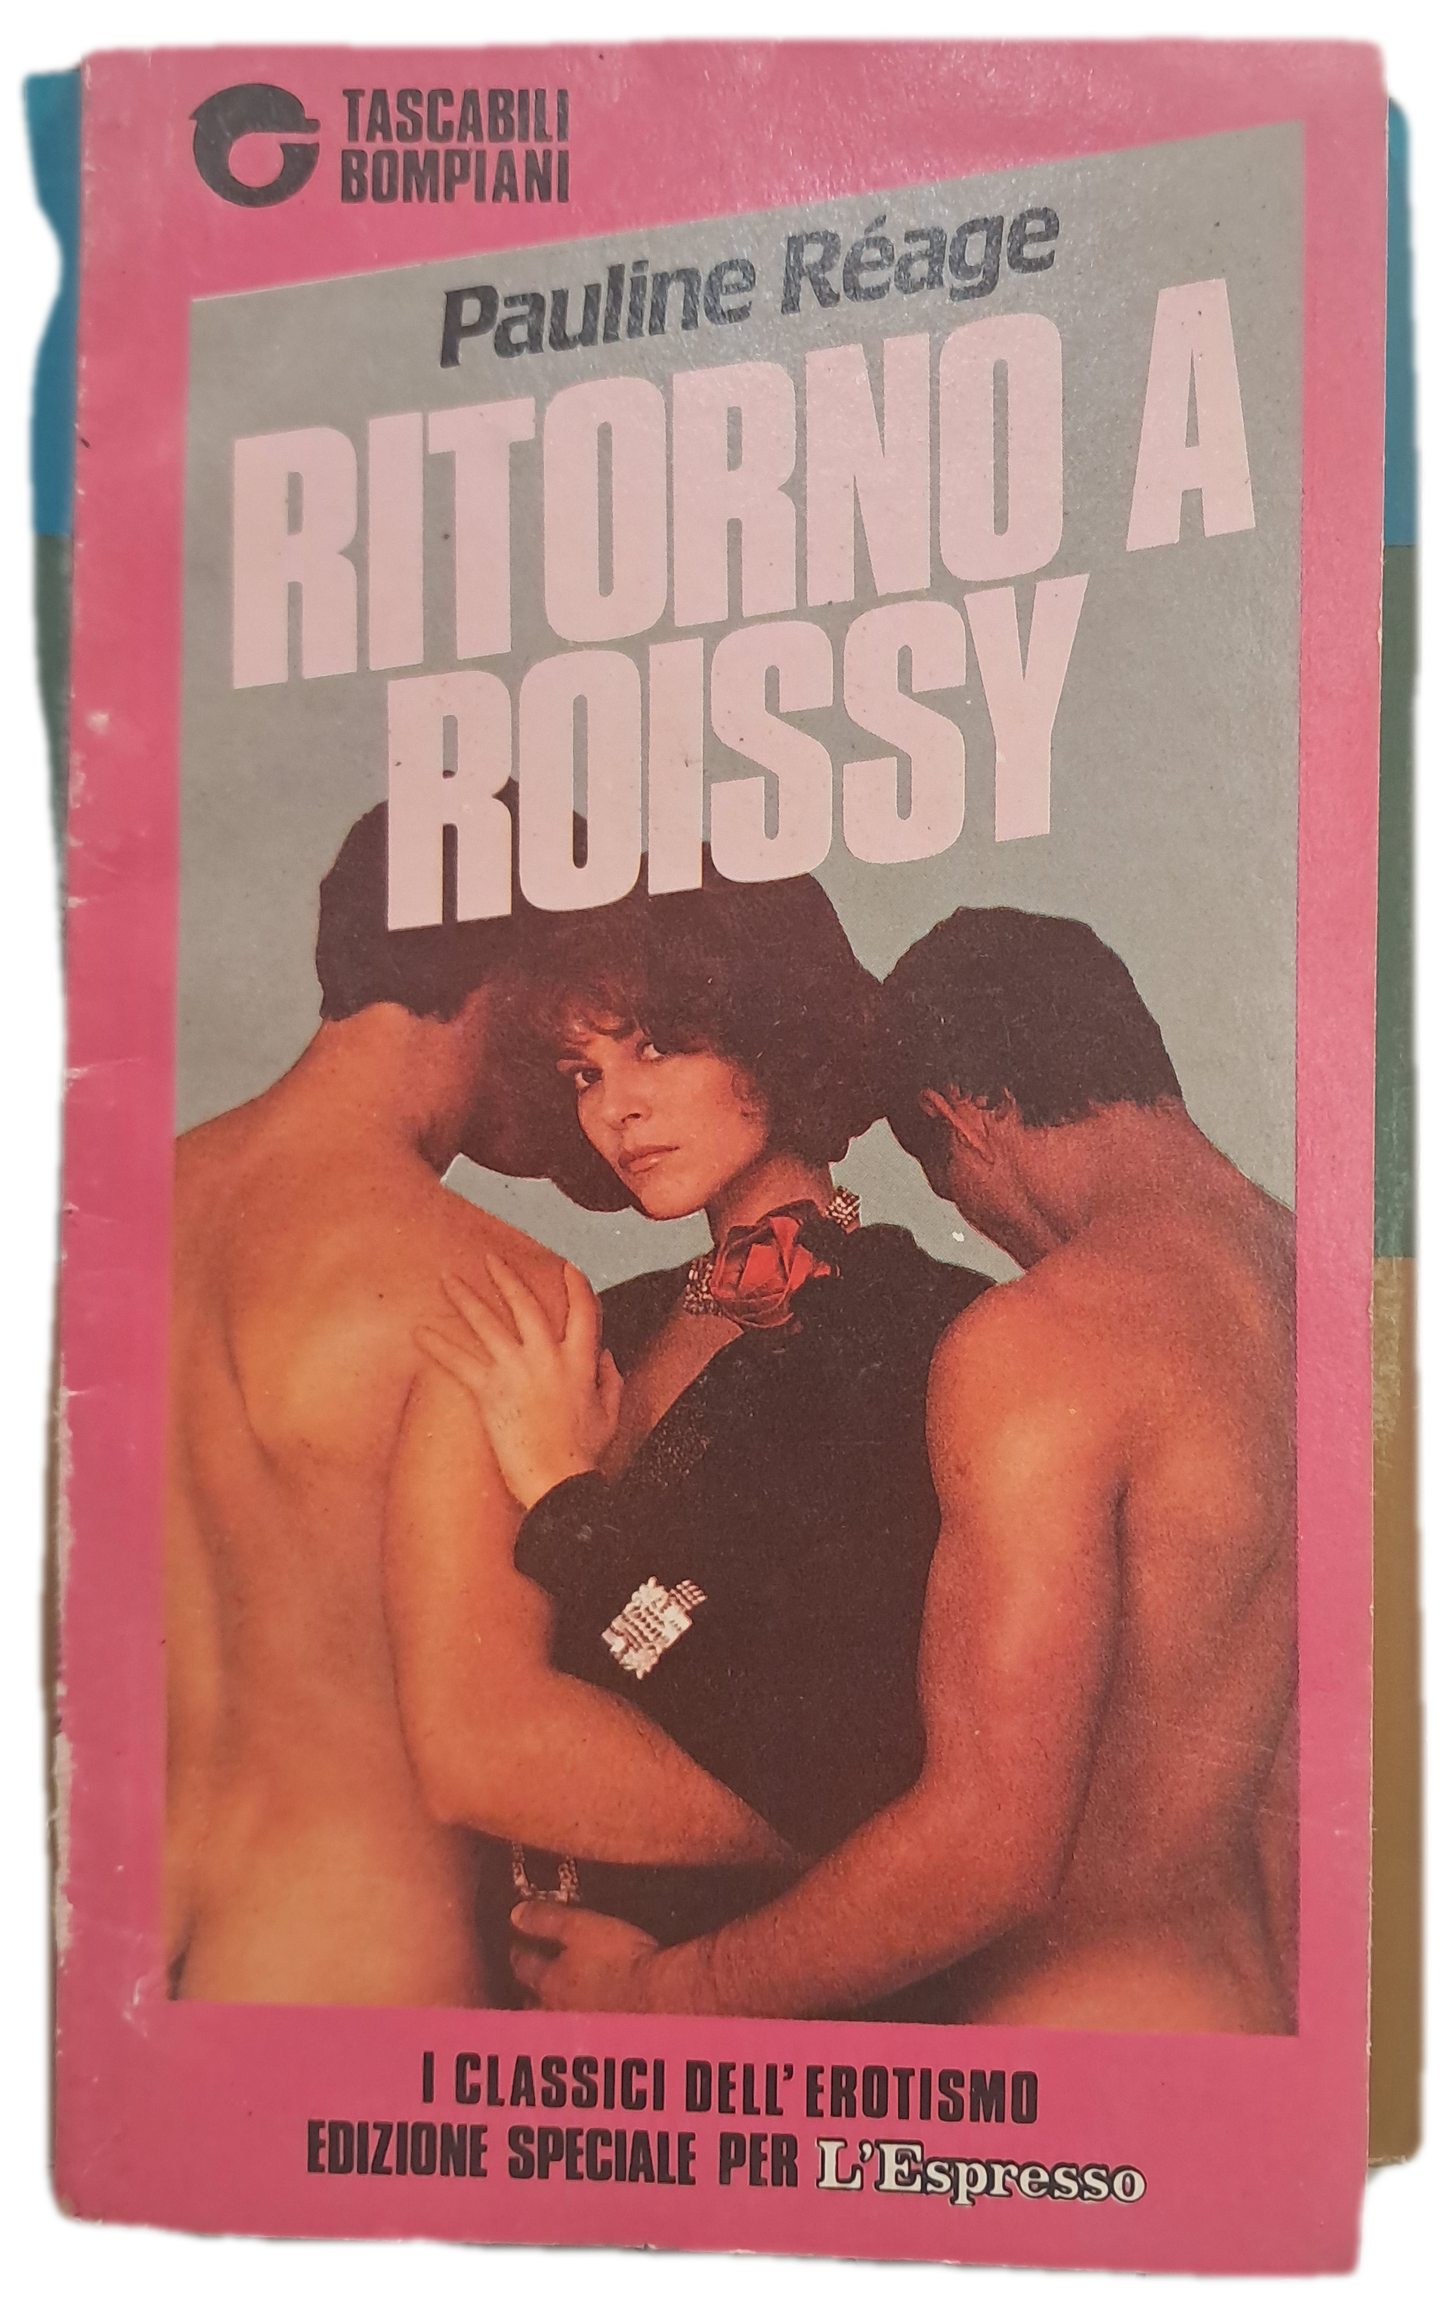 TASCABILI
BOMPIANI
Pauline Réage
RITORNO A
ROISSY
I CLASSICI DELL'EROTISMO
EDIZIONE SPECIALE PER L'Espresso